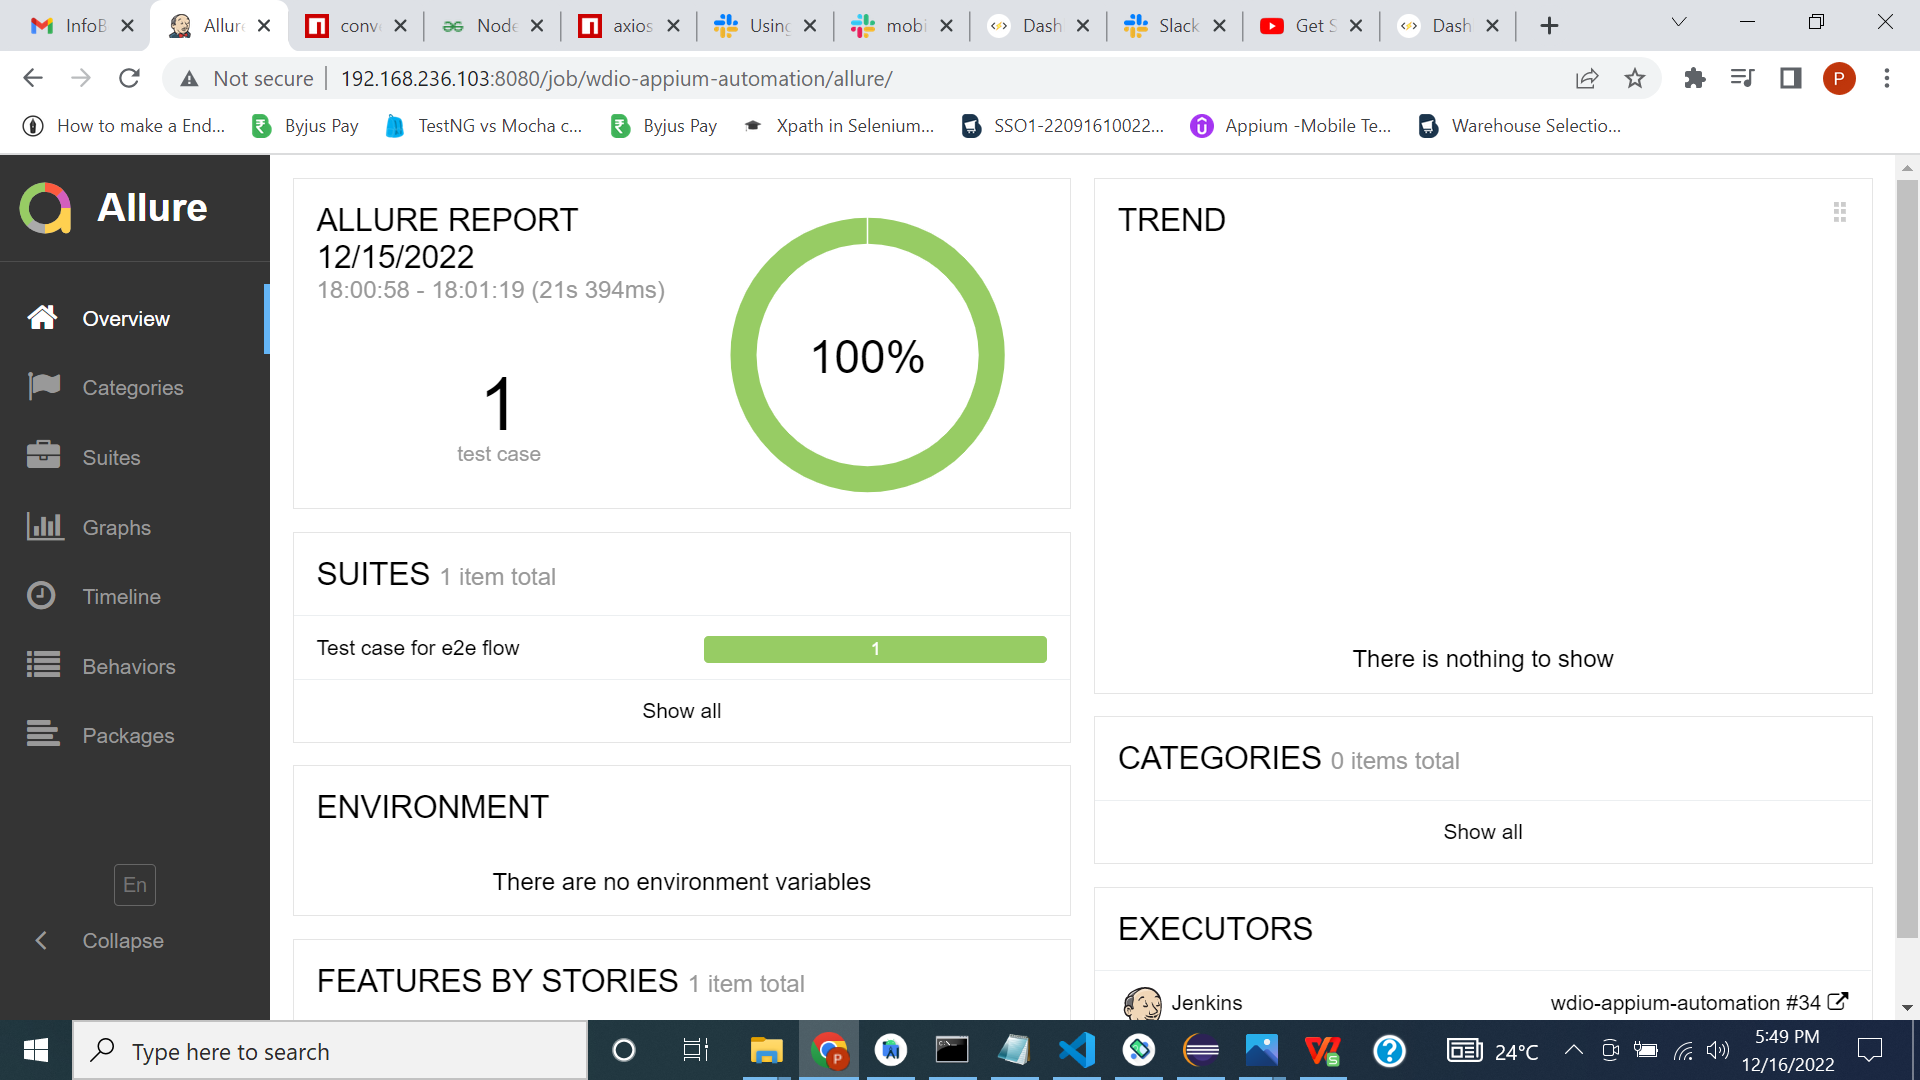 InfoB
Allure
conve
Node
axios
Using
mobi
Dash
Slack
Get S
Dash
Not secure
192.168.236.103:8080/job/wdio-appium-automation/allure/
P
How to make a End...
Byjus Pay
TestNG vs Mocha c...
Byjus Pay
Xpath in Selenium...
SSO1-22091610022...
Appium -Mobile Te...
Warehouse Selectio...
Allure
Overview
Categories
Suites
Graphs
Timeline
Behaviors
Packages
En
Collapse
ALLURE REPORT
12/15/2022
18:00:58 - 18:01:19 (21s 394ms)
1
test case
100%
SUITES 1 item total
Test case for e2e flow
1
Show all
ENVIRONMENT
There are no environment variables
FEATURES BY STORIES 1 item total
TREND
There is nothing to show
CATEGORIES 0 items total
Show all
EXECUTORS
Jenkins
wdio-appium-automation #34
Type here to search
P
24°C
5:49 PM
12/16/2022